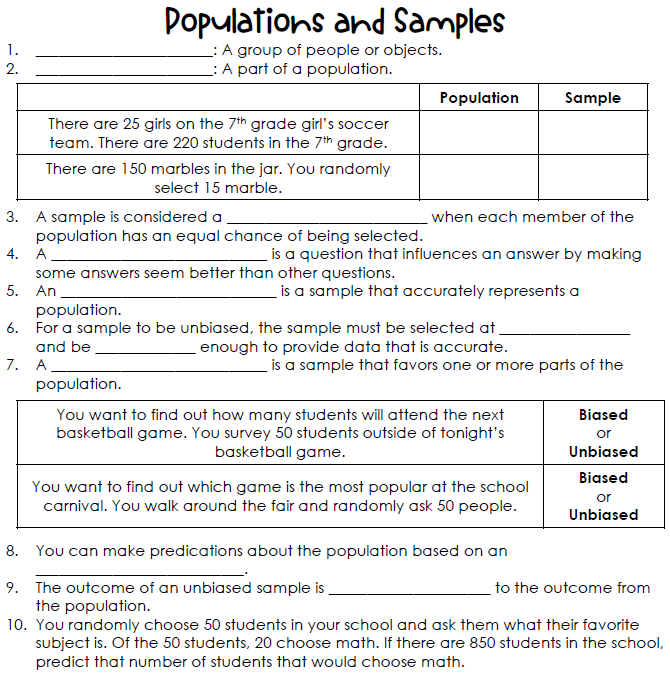 Populations and Samples
1. ____________________: A group of people or objects.
2. ____________________: A part of a population.
Population Sample
There are 25 girls on the 7th grade girl's soccer
team. There are 220 students in the 7th grade.
There are 150 marbles in the jar. You randomly
select 15 marble.
3. A sample is considered a ______________________ when each member of the
population has an equal chance of being selected.
4. A ________________________ is a question that influences an answer by making
some answers seem better than other questions.
5. An ________________________ is a sample that accurately represents a
population.
6. For a sample to be unbiased, the sample must be selected at _______________
and be ___________ enough to provide data that is accurate.
7. A ________________________ is a sample that favors one or more parts of the
population.
You want to find out how many students will attend the next
basketball game. You survey 50 students outside of tonight's
basketball game.
Biased
or
Unbiased
You want to find out which game is the most popular at the school
carnival. You walk around the fair and randomly ask 50 people.
Biased
or
Unbiased
8. You can make predications about the population based on an
________________________.
9. The outcome of an unbiased sample is __________________ to the outcome from
the population.
10. You randomly choose 50 students in your school and ask them what their favorite
subject is. Of the 50 students, 20 choose math. If there are 850 students in the school,
predict that number of students that would choose math.